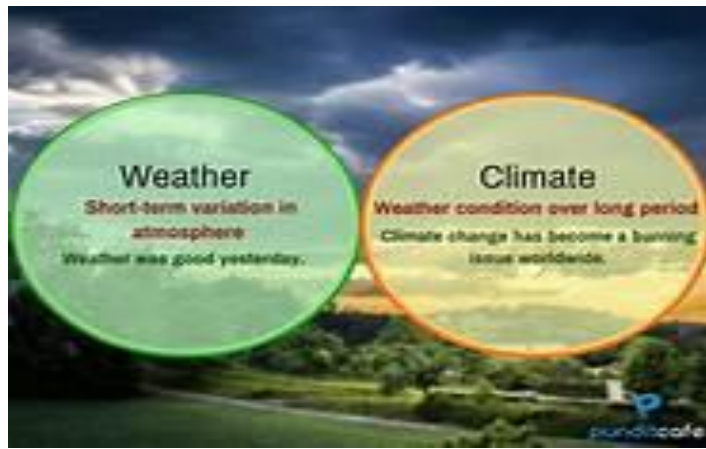 Weather
Short-term variation in
atmosphere
Weather was good yesterday.
Climate
Weather condition over long period
Climate change has become a burning
issue worldwide.
punditcafe